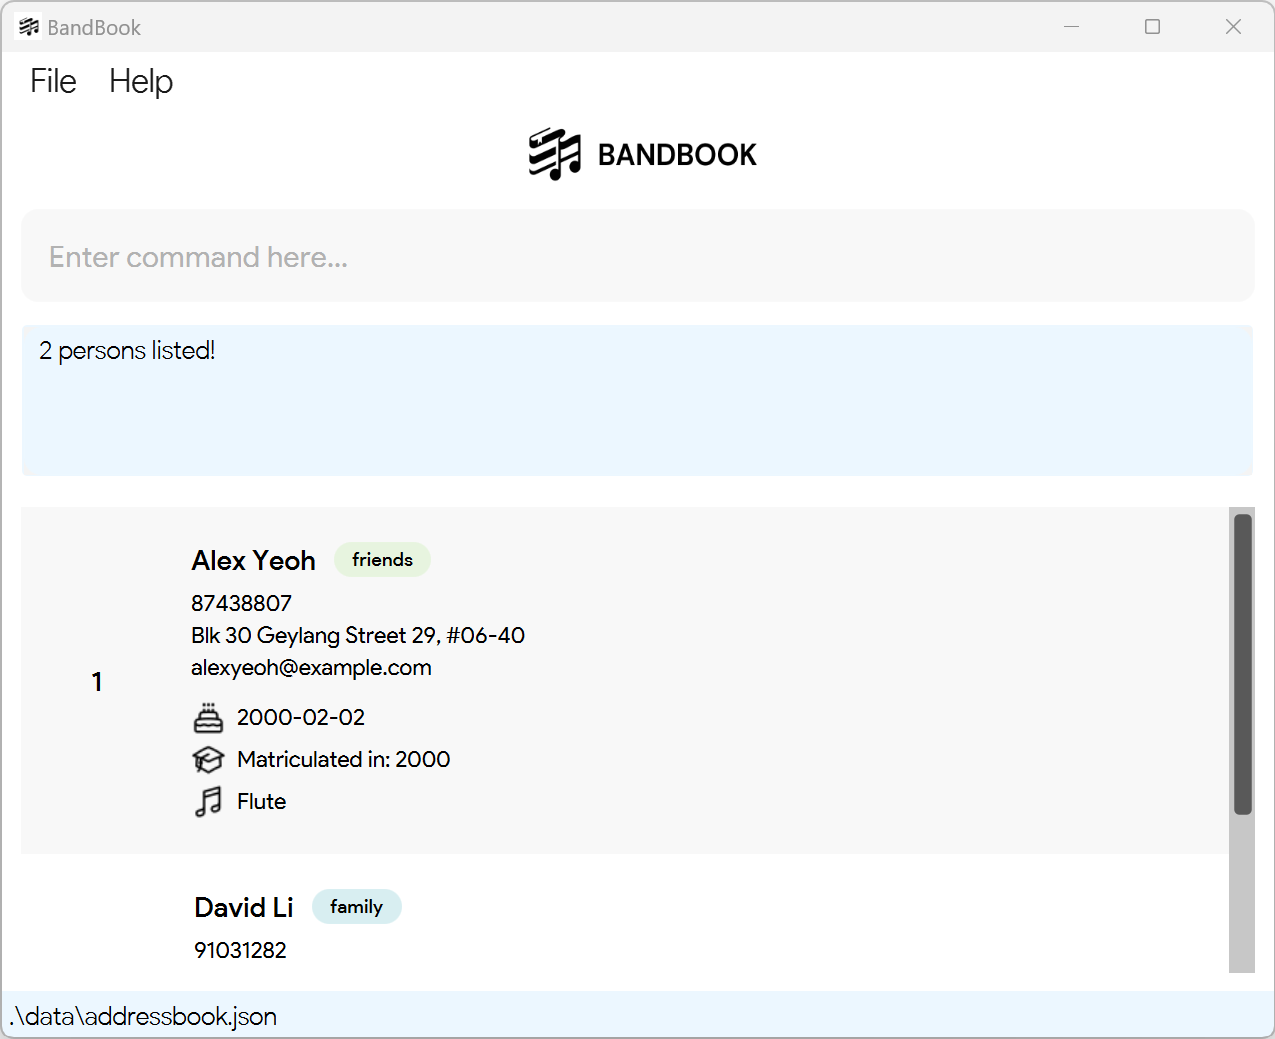 BandBook
File Help
BANDBOOK
Enter command here...
2 persons listed!
Alex Yeoh friends
87438807
Blk 30 Geylang Street 29, #06-40
alexyeoh@example.com
1
2000-02-02
Matriculated in: 2000
Flute
David Li family
91031282
.\data\addressbook.json